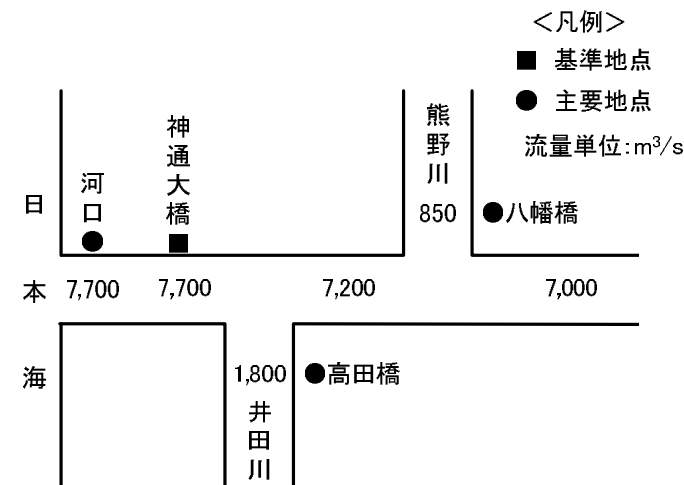 ＜凡例＞
■ 基準地点
● 主要地点
流量単位:m³/s
日本海
河口
神通大橋
熊野川
850
八幡橋
7,700
7,700
7,200
7,000
1,800
高田橋
井田川